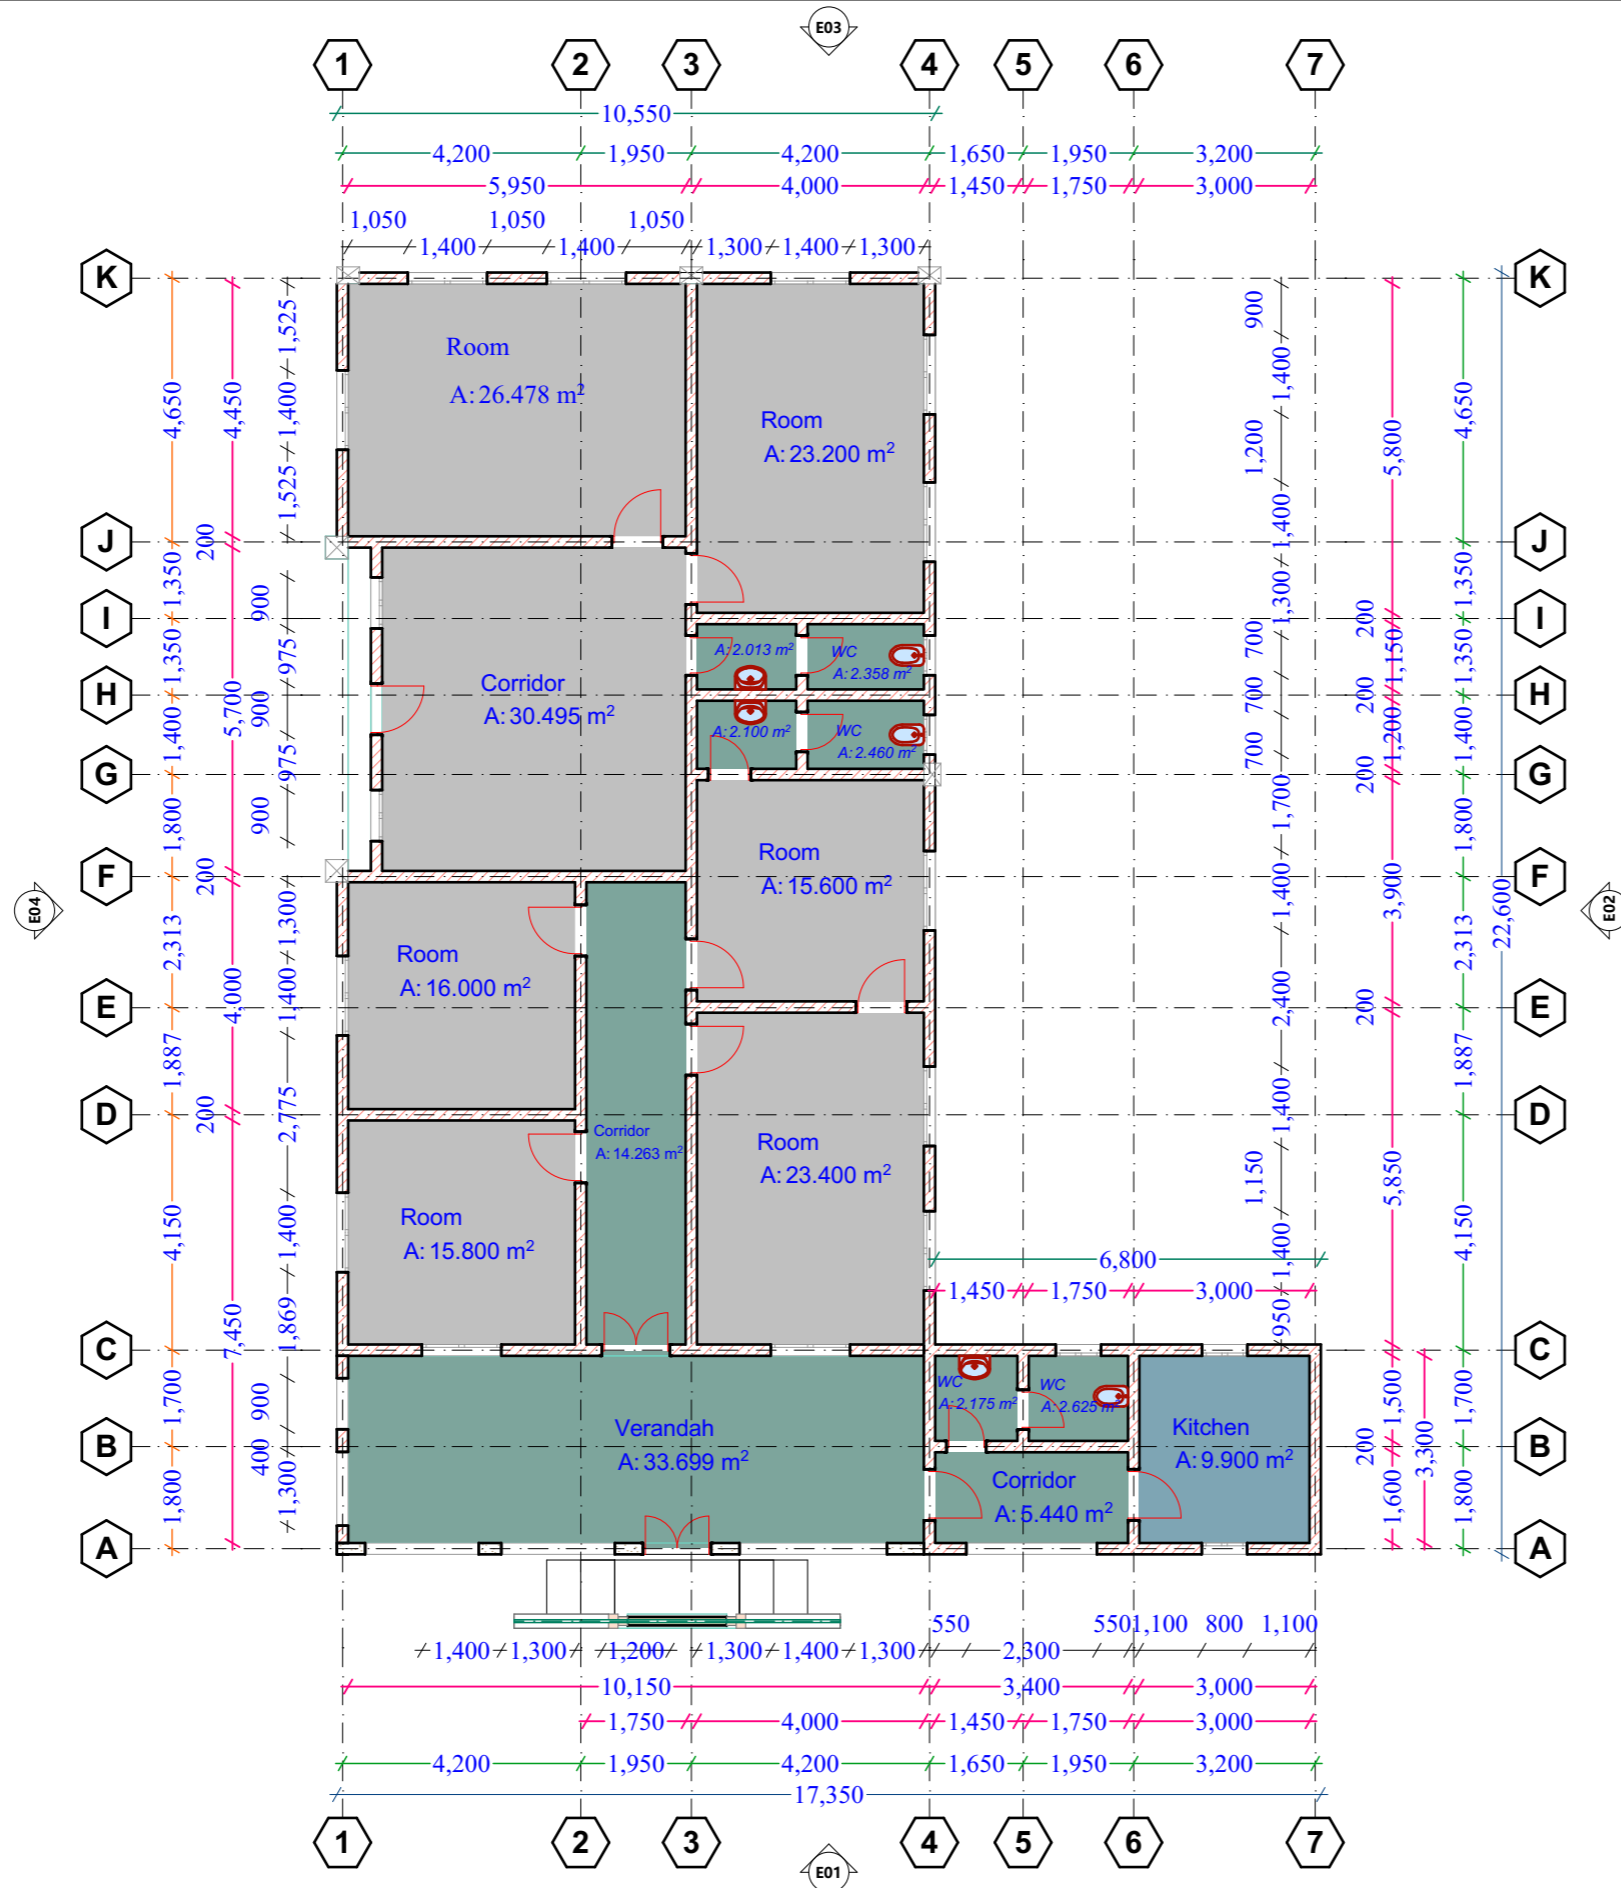 E03
1 2 3 4 5 6 7
10,550
4,200 1,950 4,200 1,650 1,950 3,200
5,950 4,000 1,450 1,750 3,000
1,050 1,050 1,050
1,400 1,400 1,300 1,400 1,300
K K
J J
I I
H H
G G
F F
E E
D D
C C
B B
A A
4,650
1,350
1,350
1,400
1,800
2,313
1,887
4,150
1,700
1,800
4,450
200
5,700
200
4,000
200
7,450
1,525
1,400
1,525
900
975
900
975
900
1,300
1,400
2,775
1,400
1,869
900
400
1,300
Room
A: 26.478 m²
Room
A: 23.200 m²
A: 2.013 m²
WC
A: 2.358 m²
Corridor
A: 30.495 m²
A: 2.100 m²
WC
A: 2.460 m²
Room
A: 15.600 m²
Room
A: 16.000 m²
Corridor
A: 14.263 m²
Room
A: 23.400 m²
Room
A: 15.800 m²
WC
A: 2.175 m²
WC
A: 2.625 m²
Verandah
A: 33.699 m²
Kitchen
A: 9.900 m²
Corridor
A: 5.440 m²
6,800
1,450 1,750 3,000
900
1,400
1,200
1,400
1,300
700
700
700
700
1,700
1,400
2,400
1,400
1,150
1,400
950
5,800
200
1,150
200
1,200
200
3,900
200
5,850
1,500
200
1,600
3,300
4,650
1,350
1,350
1,400
1,800
2,313
1,887
4,150
1,700
1,800
22,600
E04
E02
550 550 1,100 800 1,100
1,400 1,300 1,200 1,300 1,400 1,300 2,300
10,150 3,400 3,000
1,750 4,000 1,450 1,750 3,000
4,200 1,950 4,200 1,650 1,950 3,200
17,350
1 2 3 4 5 6 7
E01